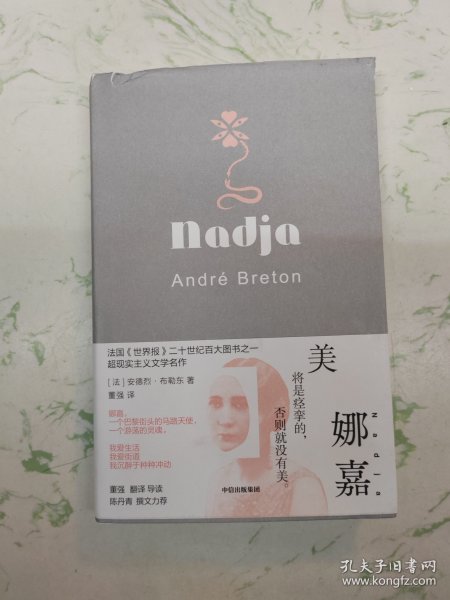 Nadja
André Breton
法国《世界报》二十世纪百大图书之一
超现实主义文学名作
[法] 安德烈·布勒东 著
董强 译
娜嘉,
一个巴黎街头的马路天使,
一个游荡的灵魂。
我爱生活
我爱街道
我沉醉于种种冲动
董强 翻译 导读
陈丹青 撰文力荐
美
将是痉挛的,
否则就没有美。
娜嘉
Nadja
中信出版集团
孔夫子旧书网
www.kongfz.com